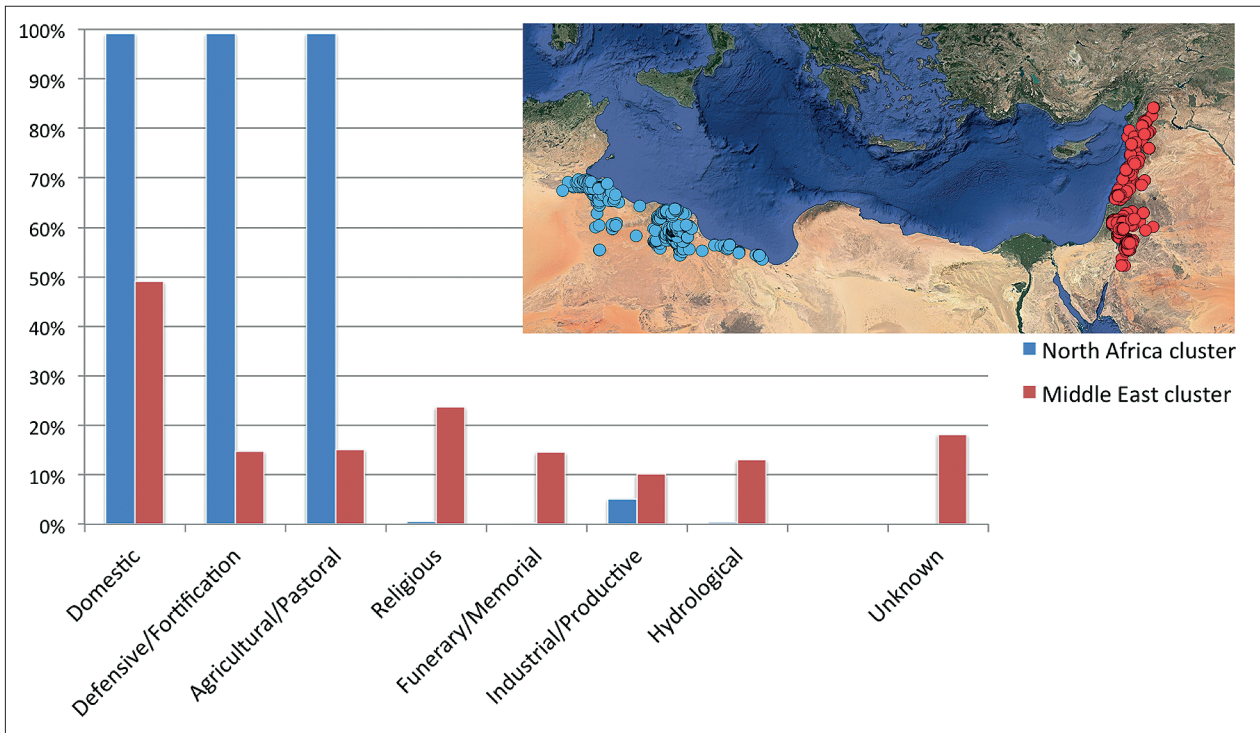 100%
90%
80%
70%
60%
50%
40%
30%
20%
10%
0%
Domestic
Defensive/Fortification
Agricultural/Pastoral
Religious
Funerary/Memorial
Industrial/Productive
Hydrological
Unknown
North Africa cluster
Middle East cluster